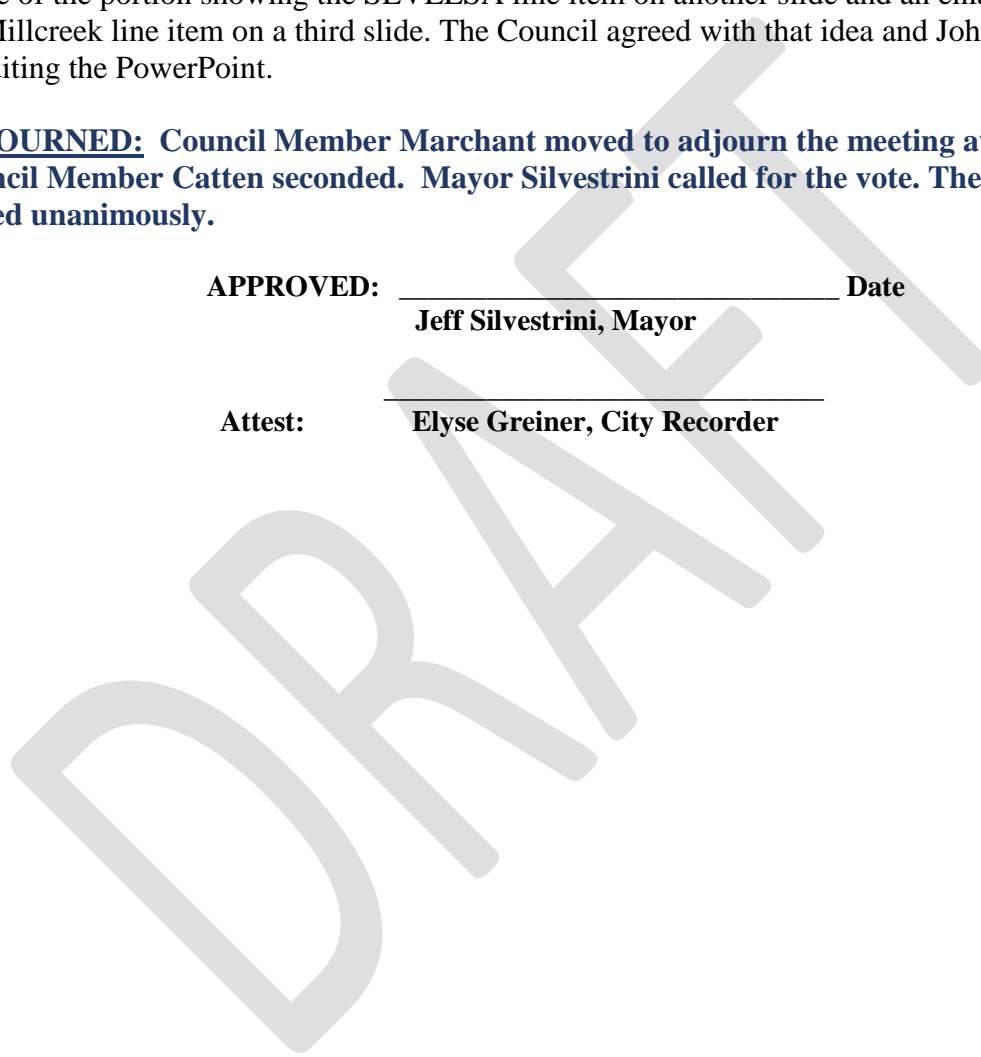 of the portion showing the SLVLESA line item on another slide and an
Millcreek line item on a third slide. The Council agreed with that idea and Joh
iting the PowerPoint.
OURNED: Council Member Marchant moved to adjourn the meeting a
ncil Member Catten seconded. Mayor Silvestrini called for the vote. The
ed unanimously.
APPROVED: ______________________________ Date
Jeff Silvestrini, Mayor
______________________________
Attest: Elyse Greiner, City Recorder
DRAFT